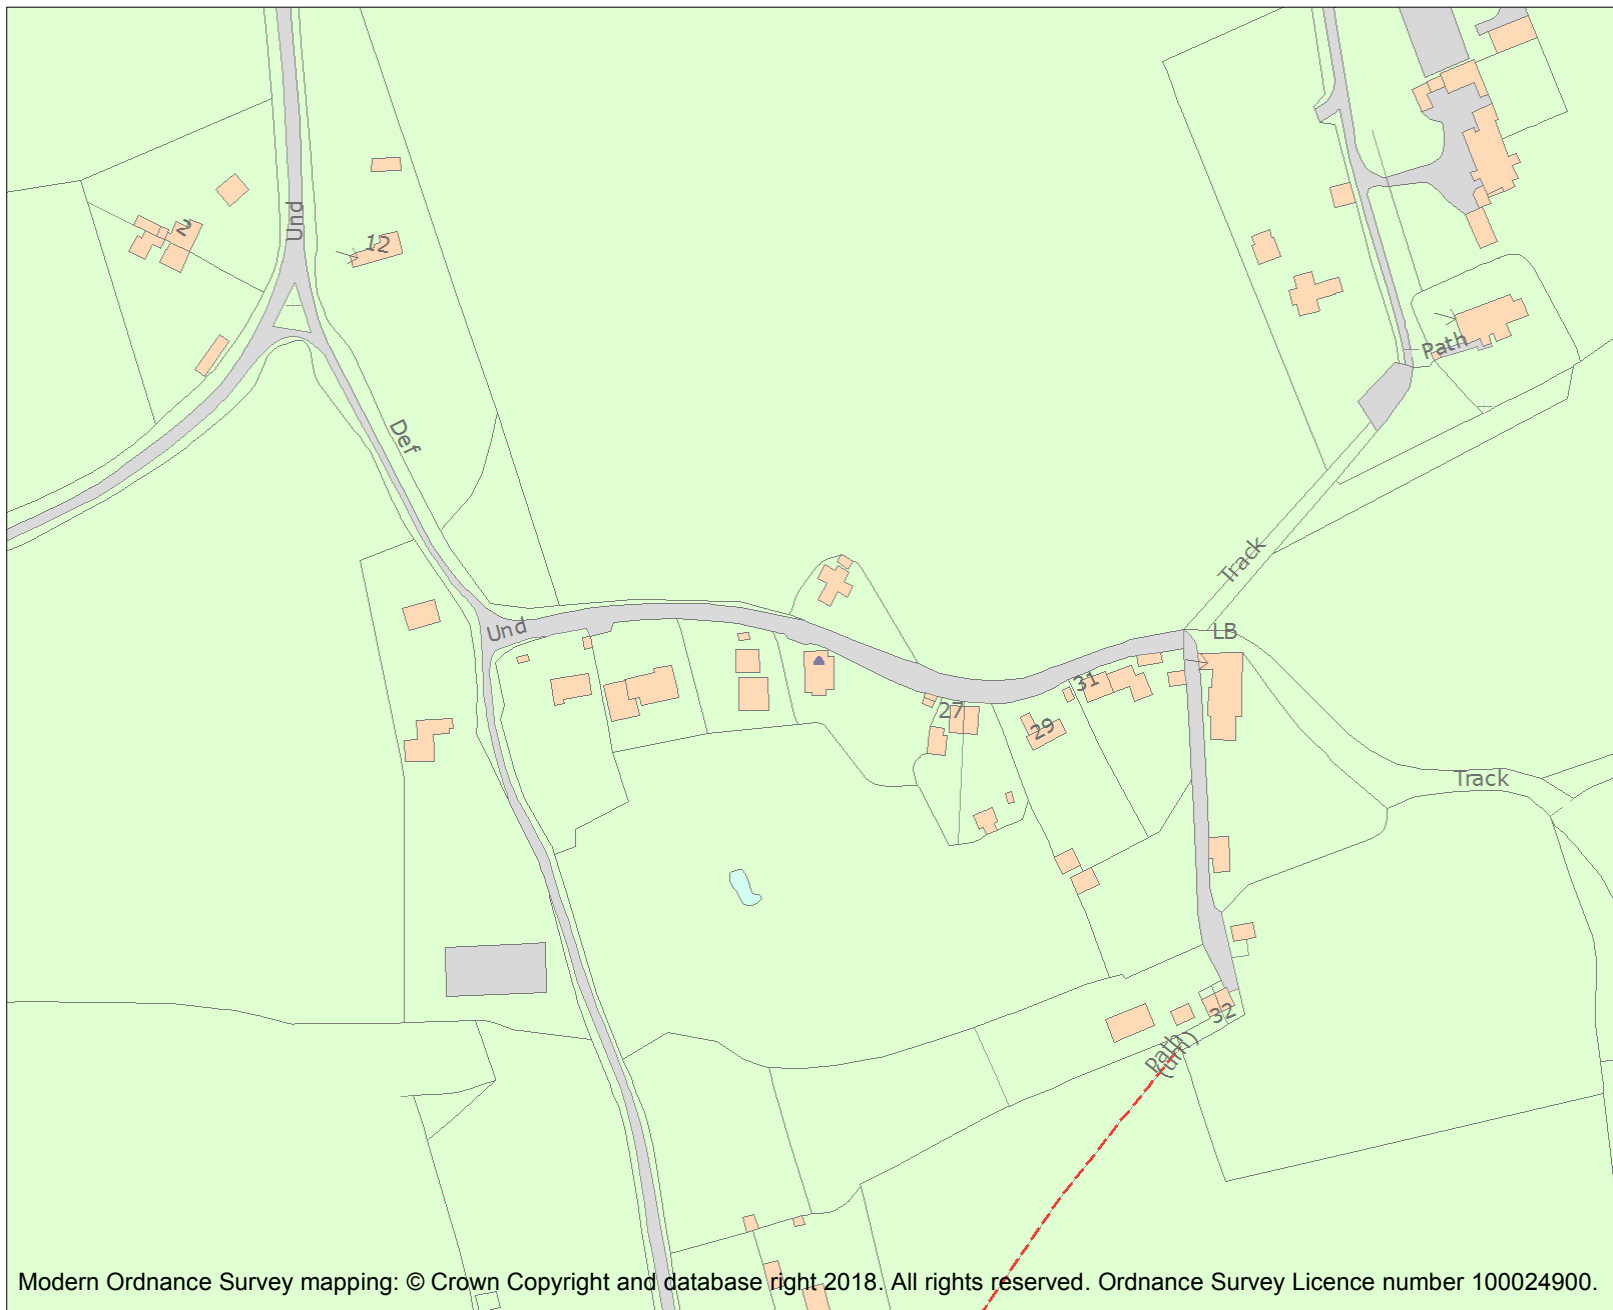 Und
2
12
Path
Def
Track
Und
LB
31
27
29
Track
32
Path
(um)
Modern Ordnance Survey mapping: © Crown Copyright and database right 2018. All rights reserved. Ordnance Survey Licence number 100024900.